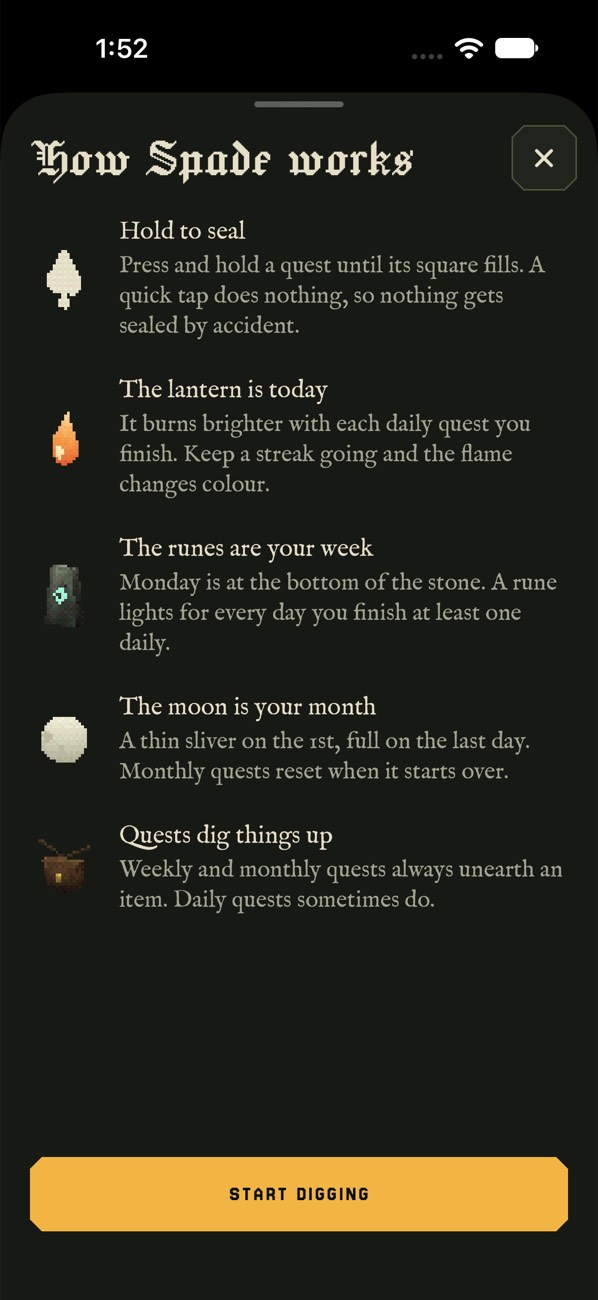 1:52
How Spade works
Hold to seal
Press and hold a quest until its square fills. A
quick tap does nothing, so nothing gets
sealed by accident.
The lantern is today
It burns brighter with each daily quest you
finish. Keep a streak going and the flame
changes colour.
The runes are your week
Monday is at the bottom of the stone. A rune
lights for every day you finish at least one
daily.
The moon is your month
A thin sliver on the 1st, full on the last day.
Monthly quests reset when it starts over.
Quests dig things up
Weekly and monthly quests always unearth an
item. Daily quests sometimes do.
START DIGGING